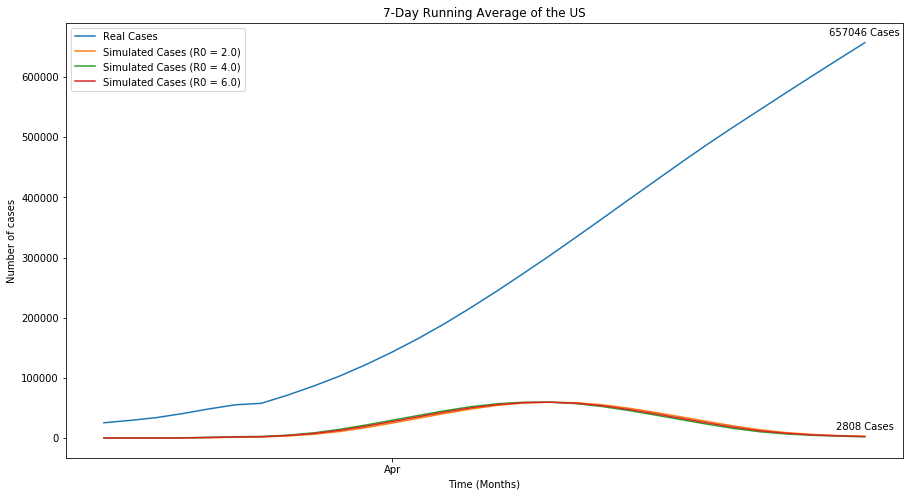 7-Day Running Average of the US
Real Cases
Simulated Cases (R0 = 2.0)
Simulated Cases (R0 = 4.0)
Simulated Cases (R0 = 6.0)
657046 Cases
600000
500000
400000
300000
200000
100000
0
Number of cases
2808 Cases
Apr
Time (Months)